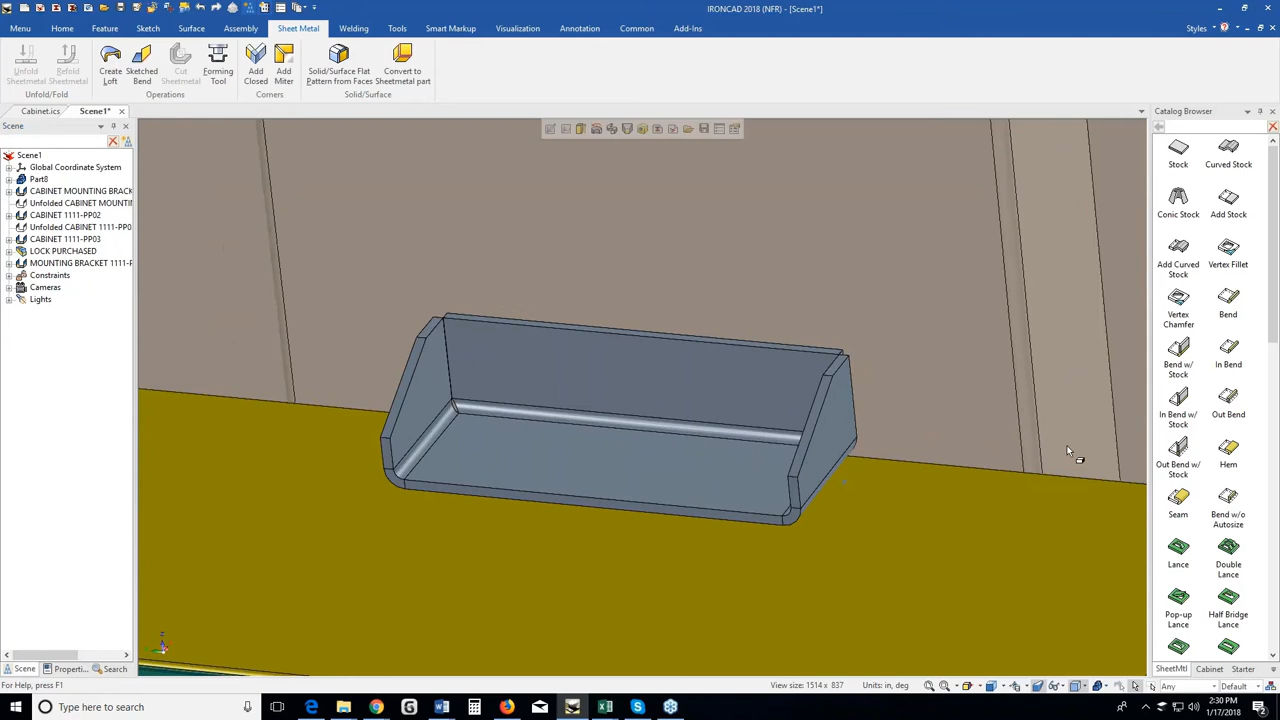 IRONCAD 2018 (NFR) - [Scene1*]
Menu Home Feature Sketch Surface Assembly Sheet Metal Structure Welding Tools Smart Markup Visualization Annotation Common Add-Ins Styles
Unfold Sheetmetal
Refold Sheetmetal
Create Loft
Sketched Bend
Cut Sheetmetal
Forming Tool
Add Closed
Add Miter
Solid/Surface Flat Pattern from Faces
Convert to Sheetmetal part
Unfold/Fold Operations Corners Solid/Surface
Cabinet.ics Scene1*
Scene
Catalog Browser
Scene1
Global Coordinate System
Part8
CABINET MOUNTING BRACK
Unfolded CABINET MOUNTIN
CABINET 1111-PP02
Unfolded CABINET 1111-PP0
CABINET 1111-PP03
LOCK PURCHASED
MOUNTING BRACKET 1111-P
Constraints
Cameras
Lights
Stock Curved Stock
Conic Stock Add Stock
Add Curved Stock Vertex Fillet
Vertex Chamfer Bend
Bend w/ Stock In Bend
In Bend w/ Stock Out Bend
Out Bend w/ Stock Hem
Seam Bend w/o Autosize
Lance Double Lance
Pop-up Lance Half Bridge Lance
Z
Scene Properti... Search
SheetMtl Cabinet Starter
For Help, press F1
View size: 1514 x 837 Units: in, deg
Any Default
Type here to search
2:30 PM
1/17/2018